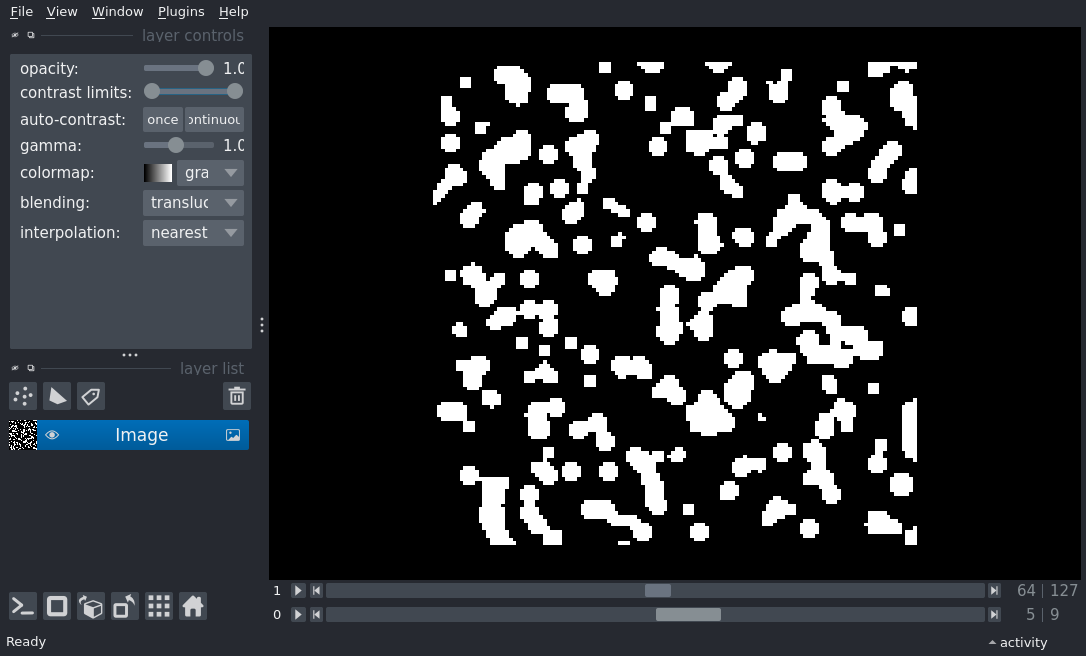 File View Window Plugins Help
layer controls
opacity: 1.0
contrast limits:
auto-contrast: once ontinuou
gamma: 1.0
colormap: gra
blending: transluc
interpolation: nearest
layer list
Image
1 64 | 127
0 5 | 9
Ready activity